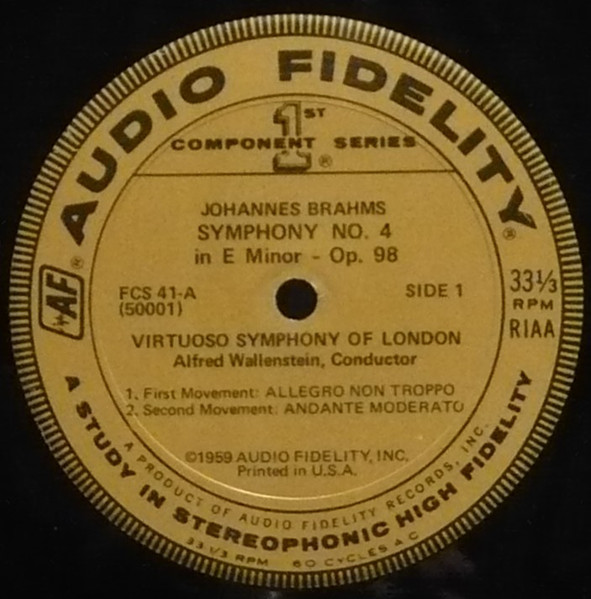 AUDIO FIDELITY®
1ST
COMPONENT SERIES
®
JOHANNES BRAHMS
SYMPHONY NO. 4
in E Minor - Op. 98
FCS 41-A
(50001)
SIDE 1
AF®
33⅓
RPM
RIAA
VIRTUOSO SYMPHONY OF LONDON
Alfred Wallenstein, Conductor
1. First Movement: ALLEGRO NON TROPPO
2. Second Movement: ANDANTE MODERATO
©1959 AUDIO FIDELITY, INC.
Printed in U.S.A.
A PRODUCT OF AUDIO FIDELITY RECORDS, INC.
A STUDY IN STEREOPHONIC HIGH FIDELITY
33 1/3 RPM 60 CYCLES A C